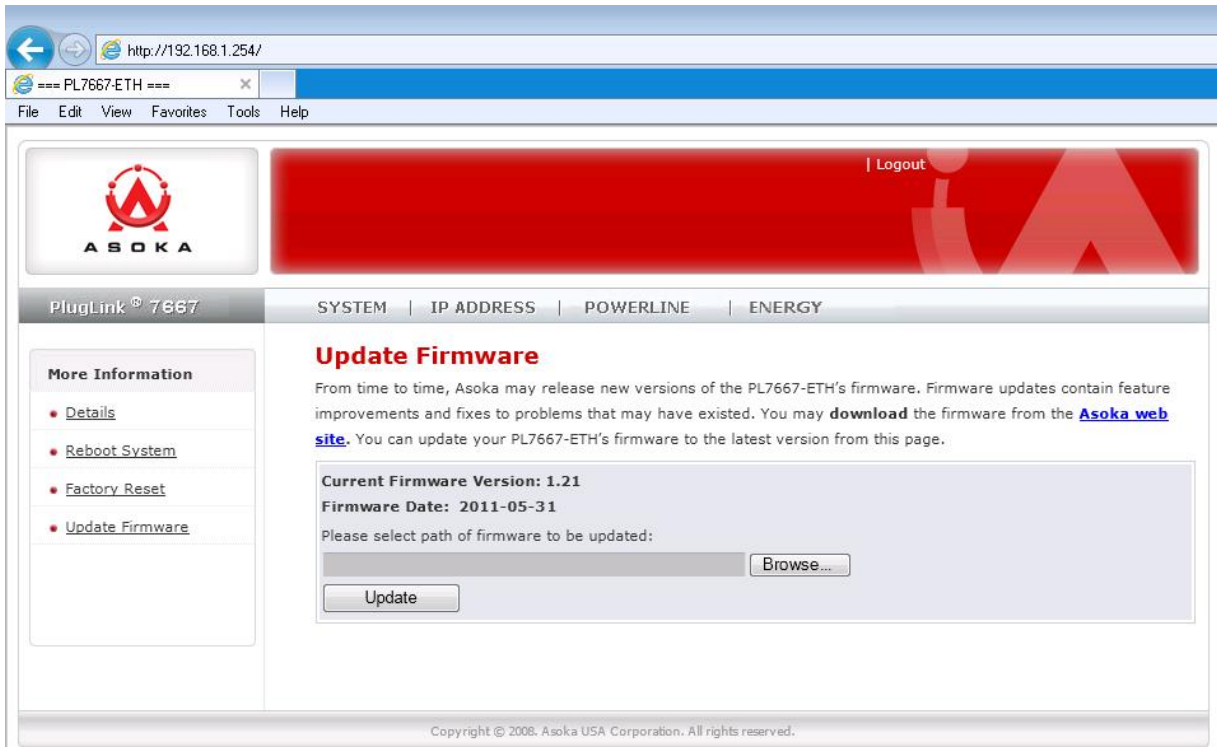 http://192.168.1.254/
=== PL7667-ETH ===
File Edit View Favorites Tools Help
| Logout
ASOKA
PlugLink ® 7667
SYSTEM | IP ADDRESS | POWERLINE | ENERGY
More Information
Details
Reboot System
Factory Reset
Update Firmware
Update Firmware
From time to time, Asoka may release new versions of the PL7667-ETH's firmware. Firmware updates contain feature
improvements and fixes to problems that may have existed. You may download the firmware from the Asoka web
site. You can update your PL7667-ETH's firmware to the latest version from this page.
Current Firmware Version: 1.21
Firmware Date: 2011-05-31
Please select path of firmware to be updated:
Browse...
Update
Copyright © 2008. Asoka USA Corporation. All rights reserved.